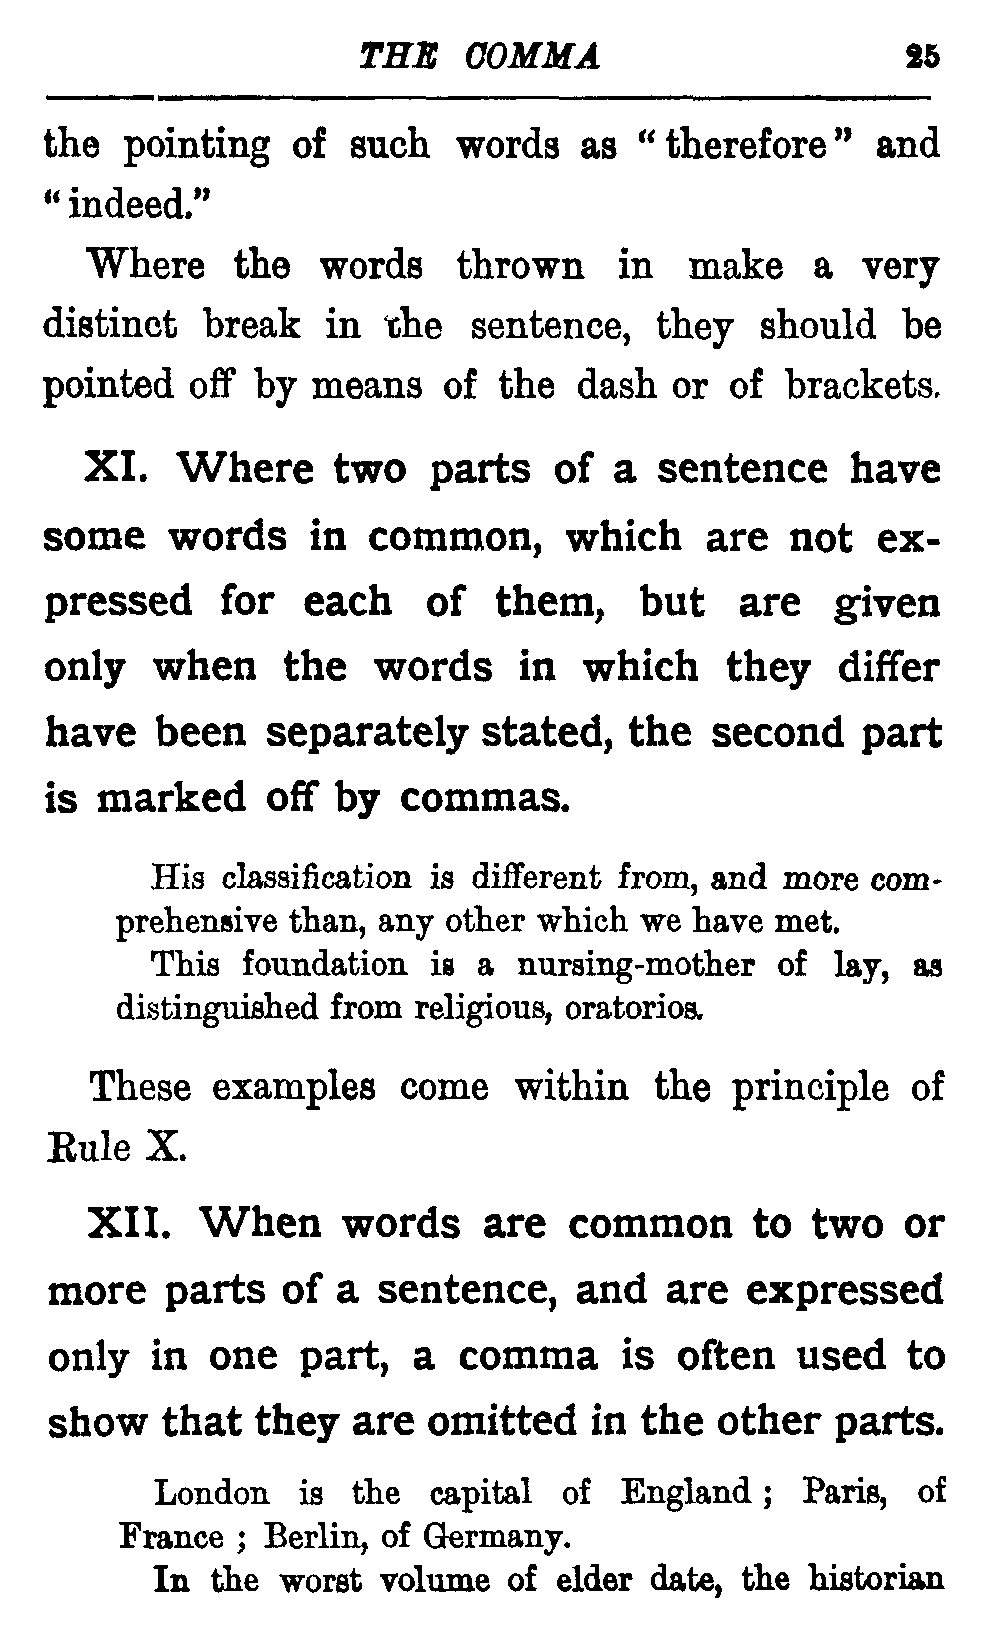 THE COMMA 25
the pointing of such words as “therefore” and
“indeed.”
Where the words thrown in make a very
distinct break in the sentence, they should be
pointed off by means of the dash or of brackets.
XI. Where two parts of a sentence have
some words in common, which are not ex-
pressed for each of them, but are given
only when the words in which they differ
have been separately stated, the second part
is marked off by commas.
His classification is different from, and more com-
prehensive than, any other which we have met.
This foundation is a nursing-mother of lay, as
distinguished from religious, oratorios.
These examples come within the principle of
Rule X.
XII. When words are common to two or
more parts of a sentence, and are expressed
only in one part, a comma is often used to
show that they are omitted in the other parts.
London is the capital of England ; Paris, of
France ; Berlin, of Germany.
In the worst volume of elder date, the historian